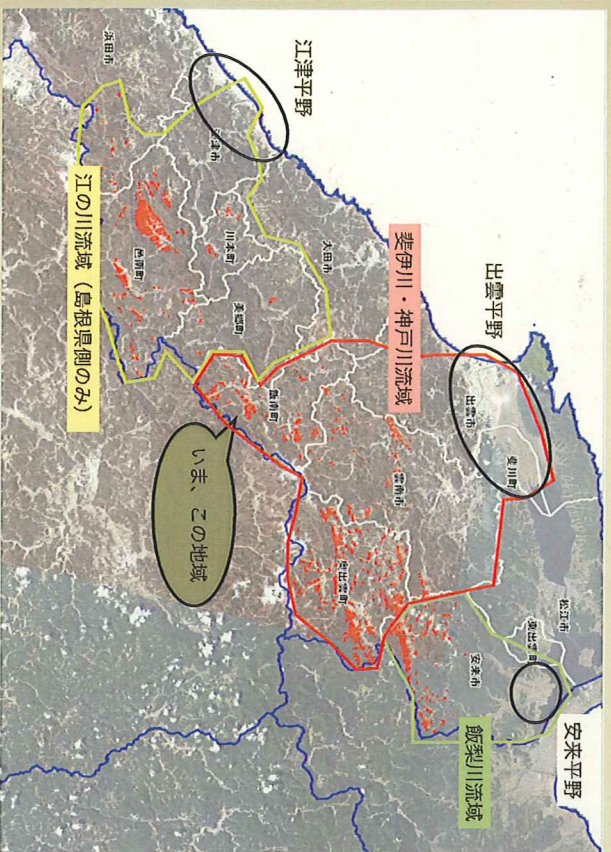 江津平野
出雲平野
安来平野
斐伊川・神戸川流域
飯梨川流域
江の川流域（島根県側のみ）
いま、この地域
浜田市
江津市
川本町
邑南町
美郷町
大田市
飯南町
出雲市
斐川町
雲南市
奥出雲町
松江市
東出雲町
安来市